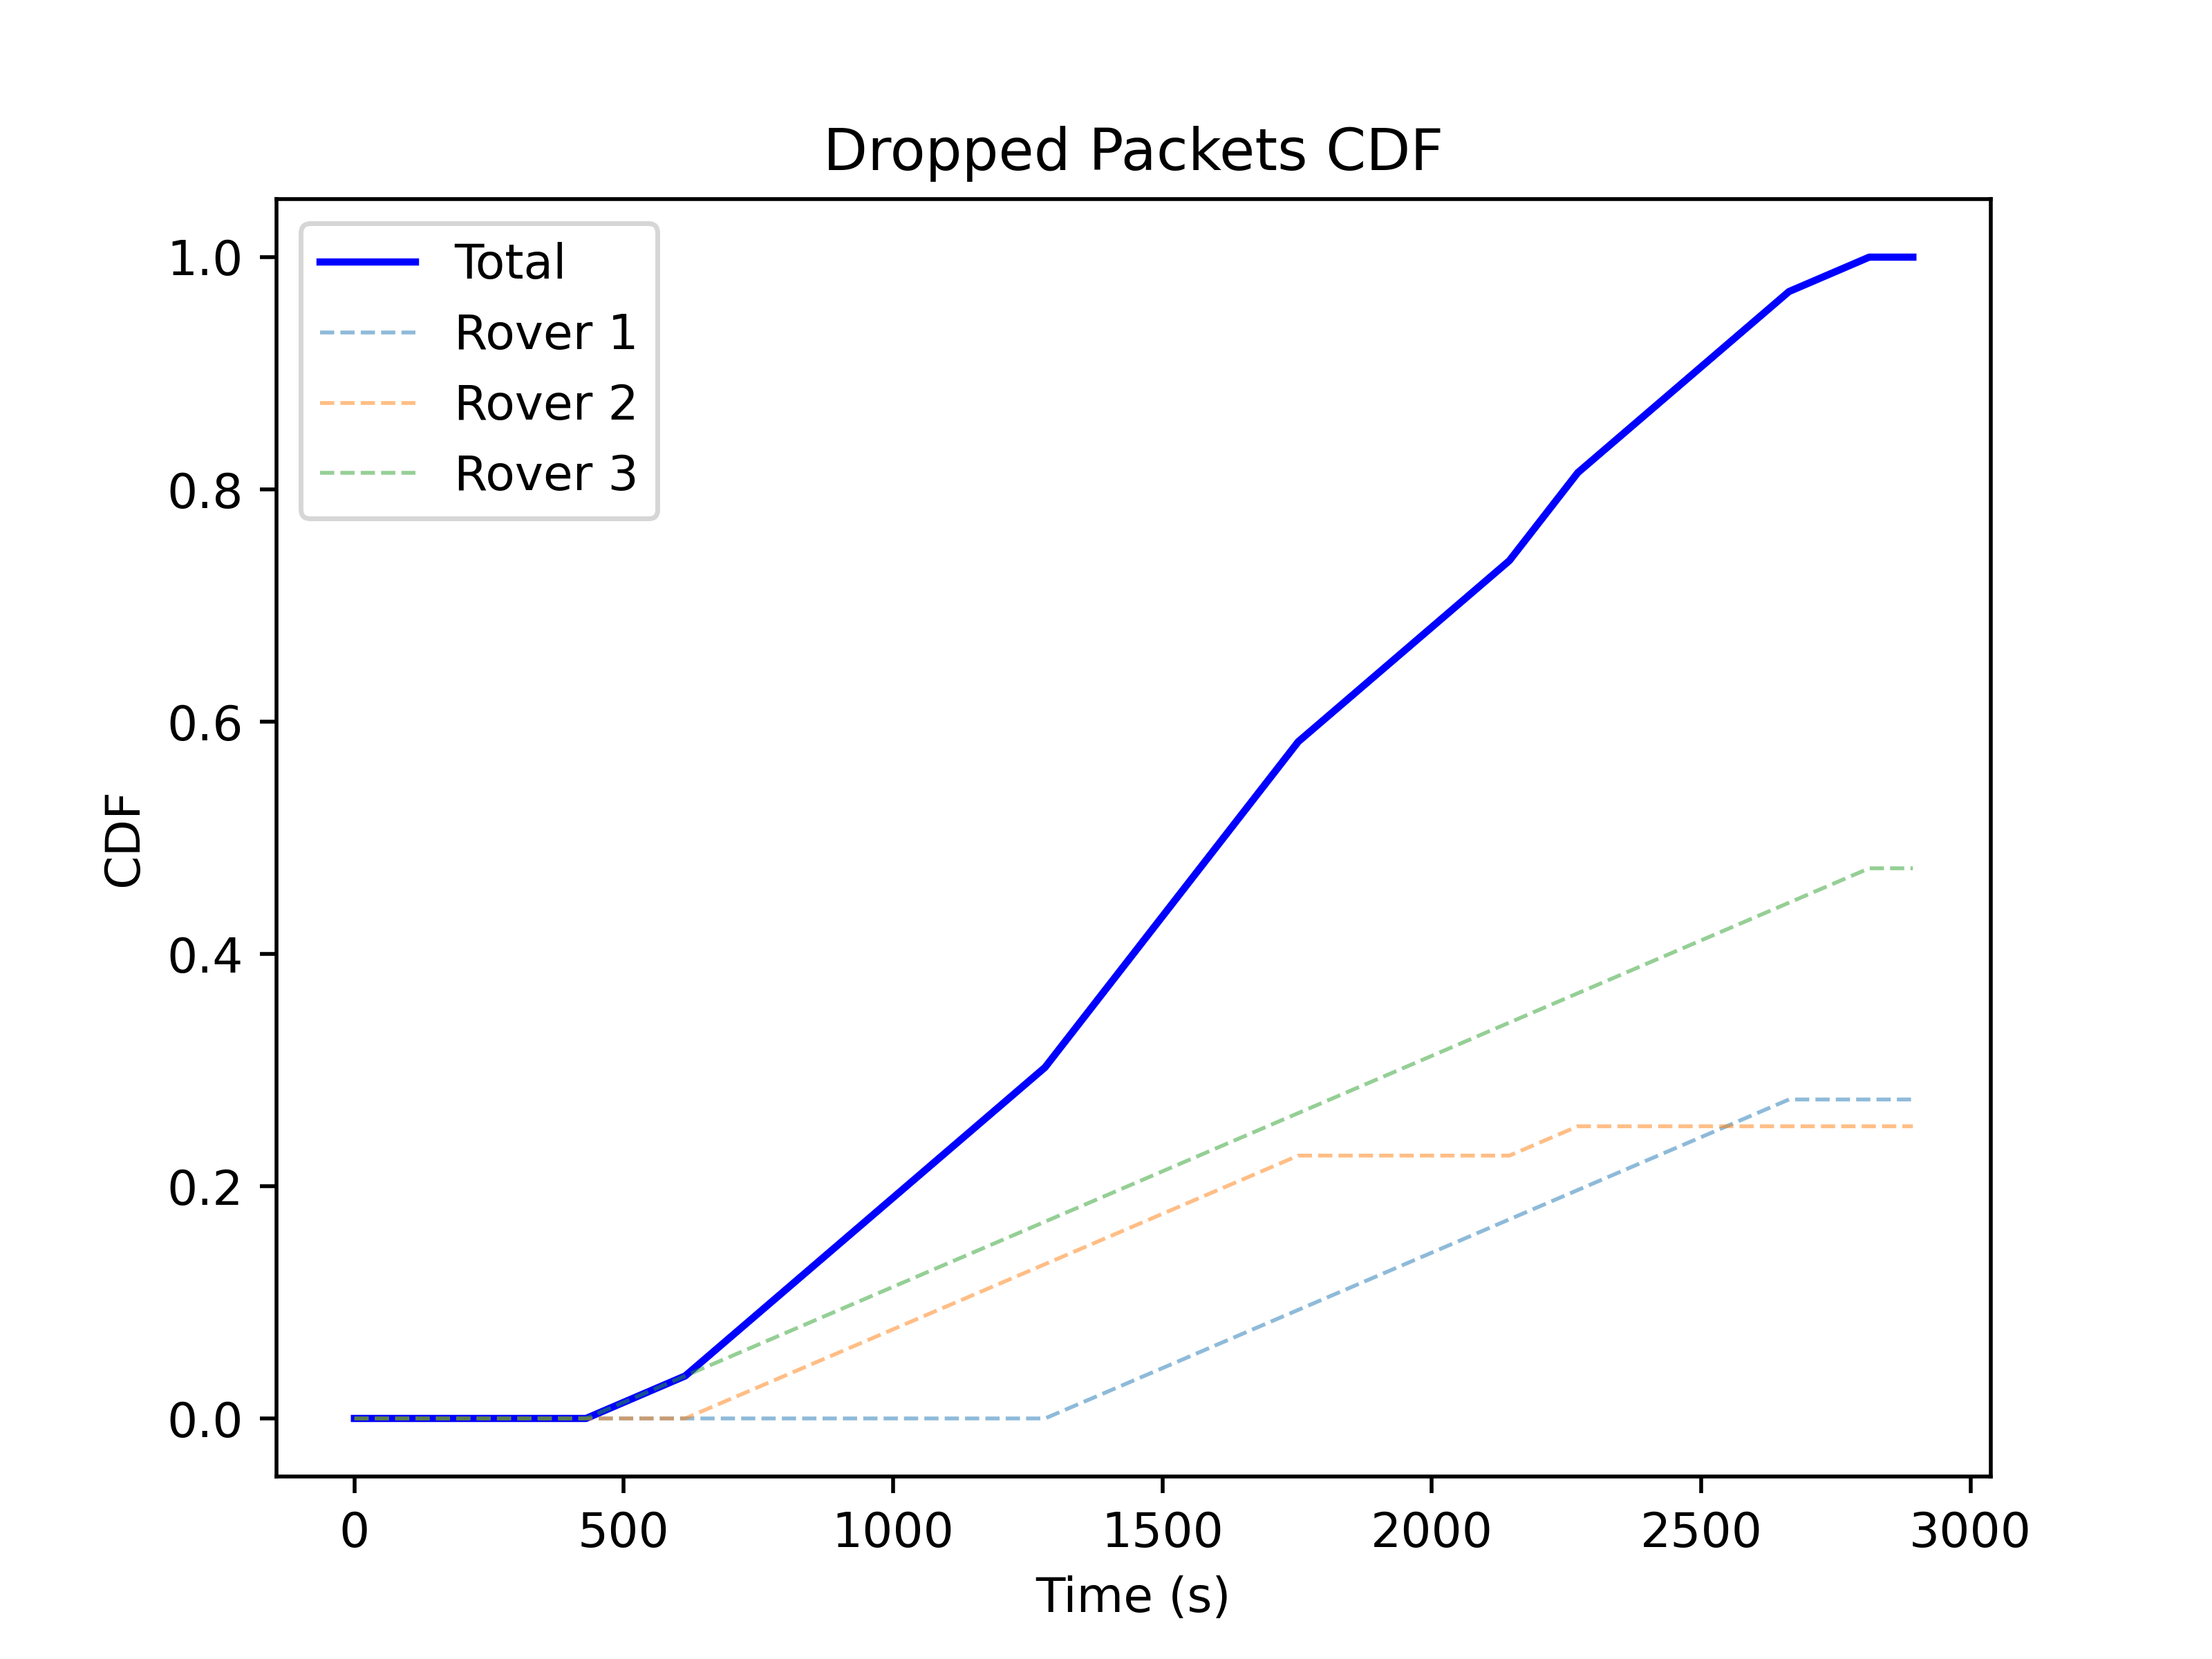 Dropped Packets CDF
Total
Rover 1
Rover 2
Rover 3
1.0
0.8
0.6
0.4
0.2
0.0
CDF
0 500 1000 1500 2000 2500 3000
Time (s)